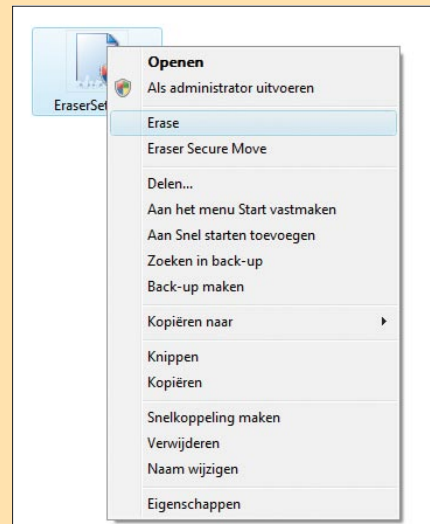 Openen
Als administrator uitvoeren
Erase
Eraser Secure Move
Delen...
Aan het menu Start vastmaken
Aan Snel starten toevoegen
Zoeken in back-up
Back-up maken
Kopiëren naar
Knippen
Kopiëren
Snelkoppeling maken
Verwijderen
Naam wijzigen
Eigenschappen